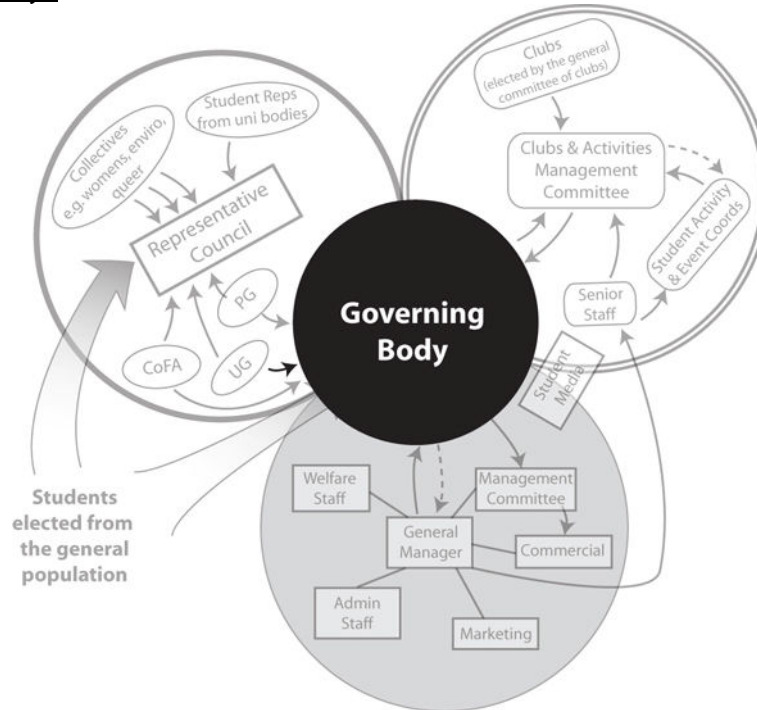 Clubs
(elected by the general
committee of clubs)
Student Reps
from uni bodies
Collectives
e.g. womens, enviro,
queer
Clubs & Activities
Management
Committee
Representative
Council
Student Activity
& Event Coords
PG
Senior
Staff
Governing
Body
CoFA
UG
Student
Media
Students
elected from
the general
population
Welfare
Staff
Management
Committee
General
Manager
Commercial
Admin
Staff
Marketing